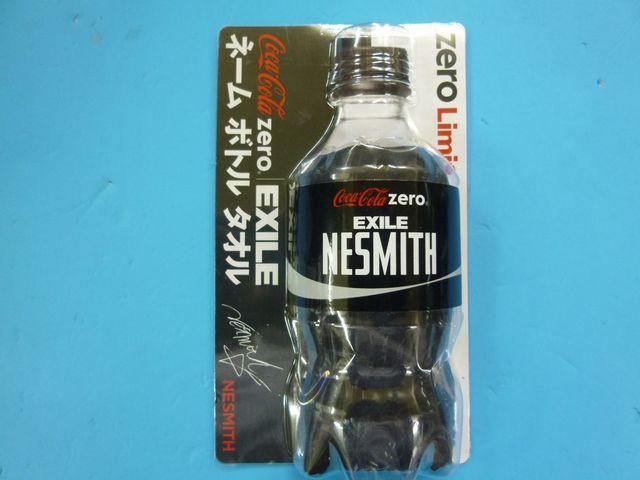 Coca-Cola zero. EXILE
ネーム ボトル タオル
NESMITH
zero Limi
Coca-Cola zero.
EXILE
NESMITH